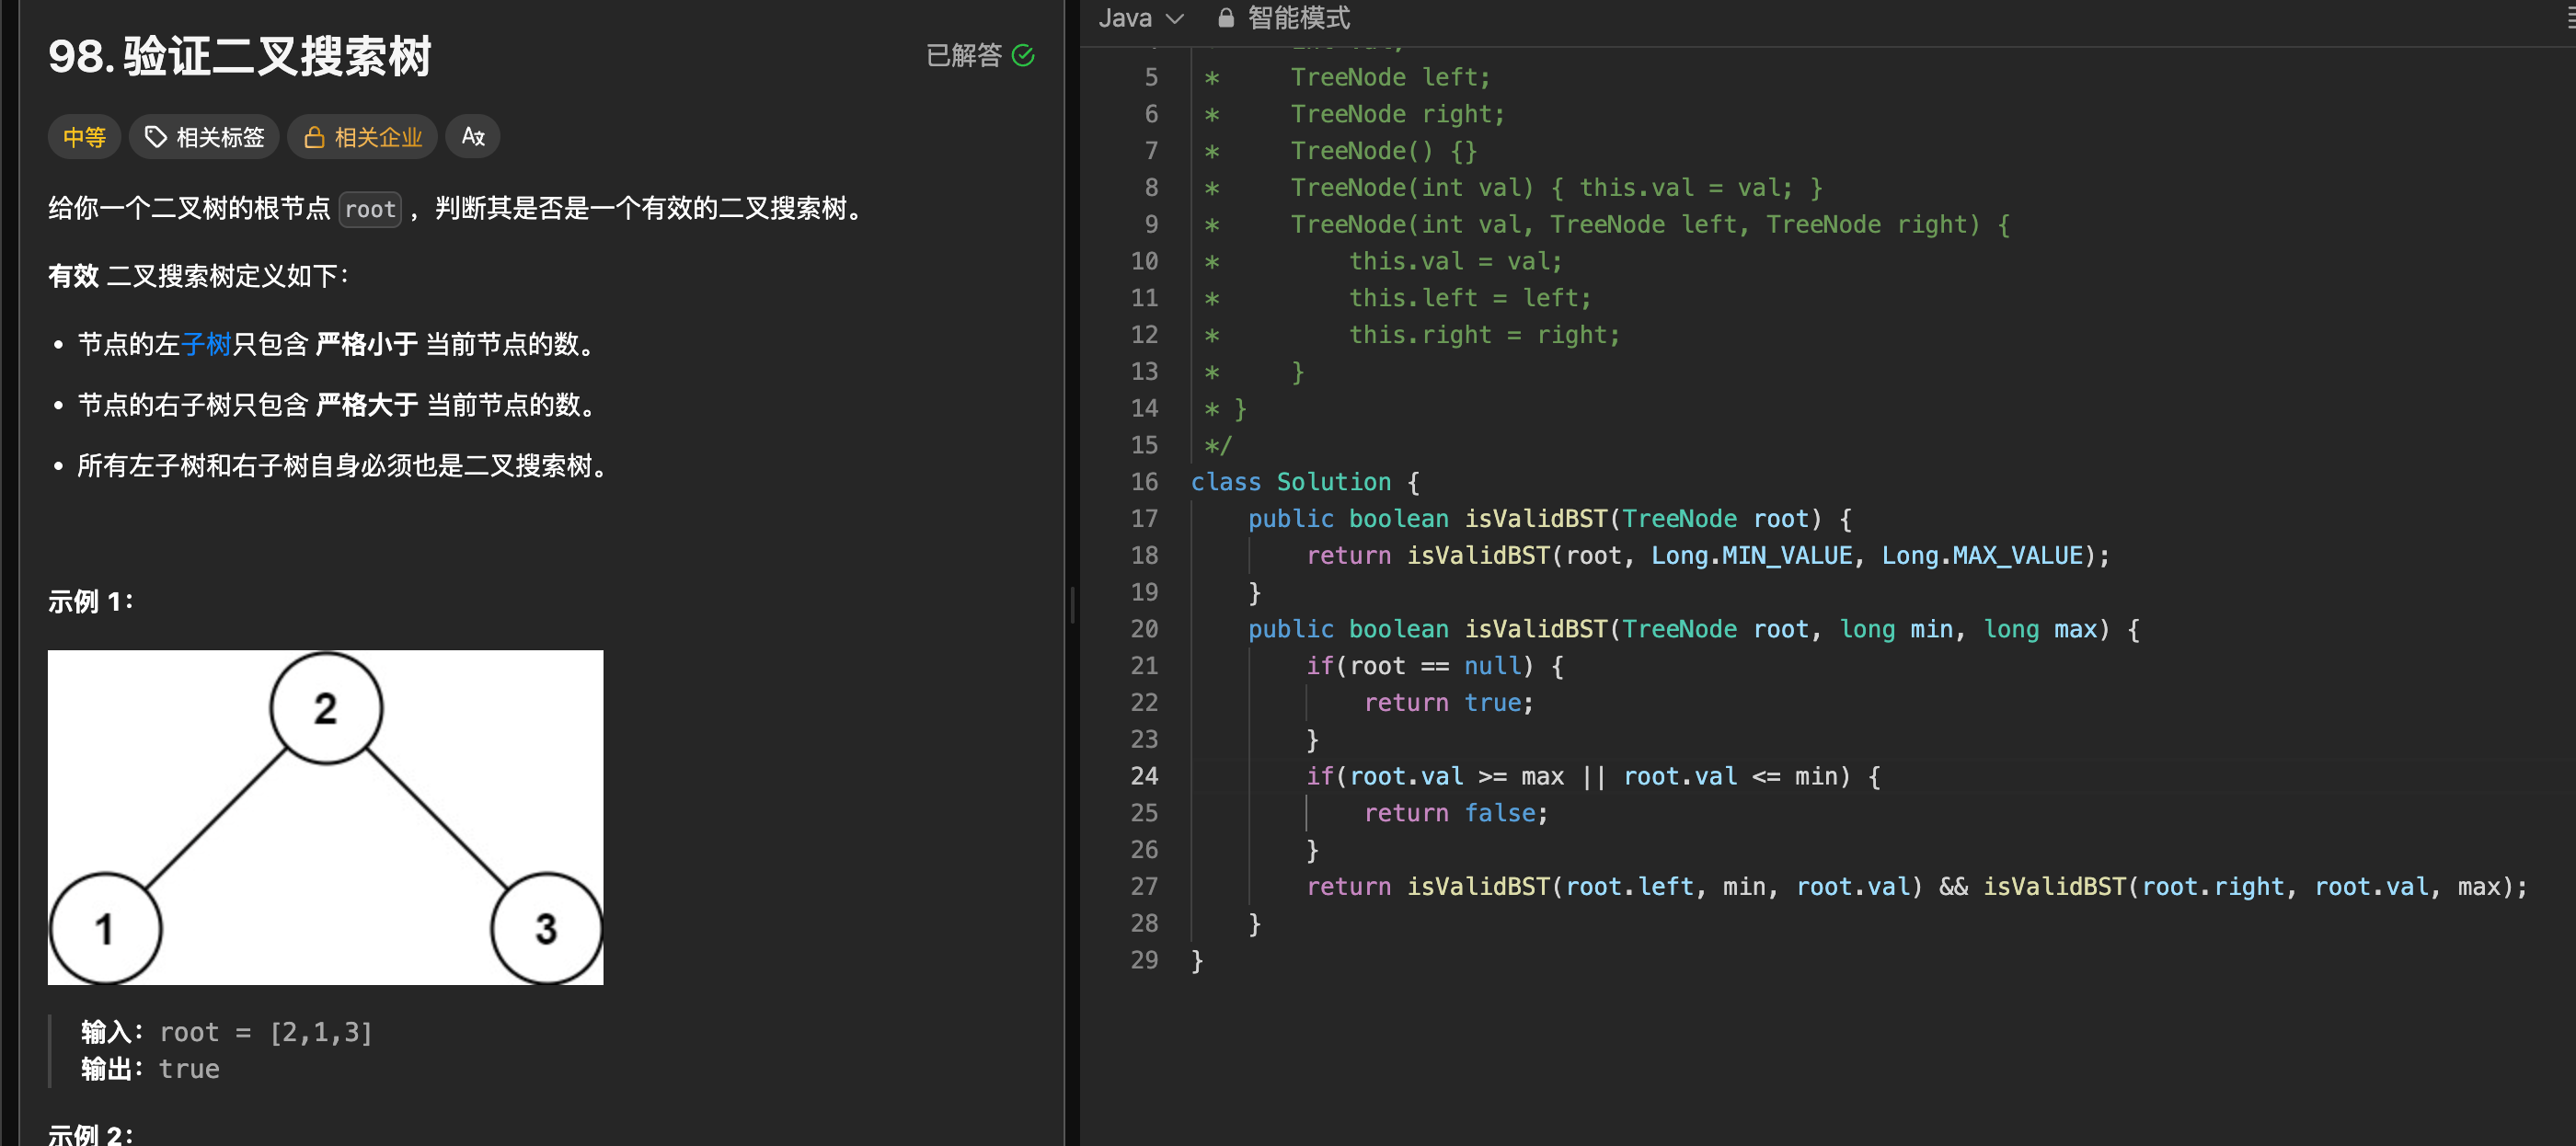 98. 验证二叉搜索树
已解答
中等 相关标签 相关企业
给你一个二叉树的根节点 root ，判断其是否是一个有效的二叉搜索树。
有效 二叉搜索树定义如下：
• 节点的左子树只包含 严格小于 当前节点的数。
• 节点的右子树只包含 严格大于 当前节点的数。
• 所有左子树和右子树自身必须也是二叉搜索树。
示例 1：
2
1 3
输入：root = [2,1,3]
输出：true
示例 2：
Java 智能模式
5 *     TreeNode left;
6 *     TreeNode right;
7 *     TreeNode() {}
8 *     TreeNode(int val) { this.val = val; }
9 *     TreeNode(int val, TreeNode left, TreeNode right) {
10 *         this.val = val;
11 *         this.left = left;
12 *         this.right = right;
13 *     }
14 * }
15 */
16 class Solution {
17     public boolean isValidBST(TreeNode root) {
18         return isValidBST(root, Long.MIN_VALUE, Long.MAX_VALUE);
19     }
20     public boolean isValidBST(TreeNode root, long min, long max) {
21         if(root == null) {
22             return true;
23         }
24         if(root.val >= max || root.val <= min) {
25             return false;
26         }
27         return isValidBST(root.left, min, root.val) && isValidBST(root.right, root.val, max);
28     }
29 }